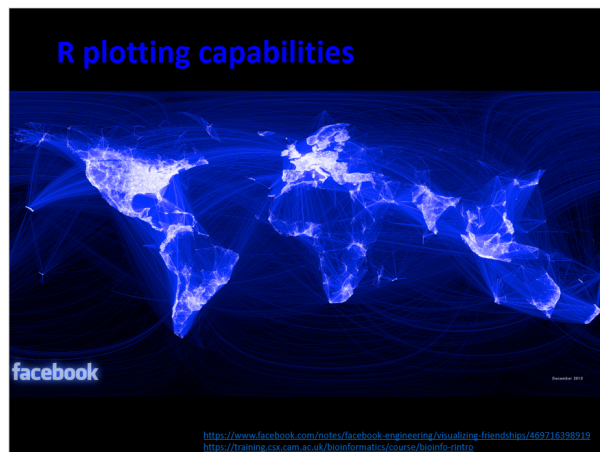 R plotting capabilities
facebook
December 2010
https://www.facebook.com/notes/facebook-engineering/visualizing-friendships/469716398919
https://training.csx.cam.ac.uk/bioinformatics/course/bioinfo-rintro